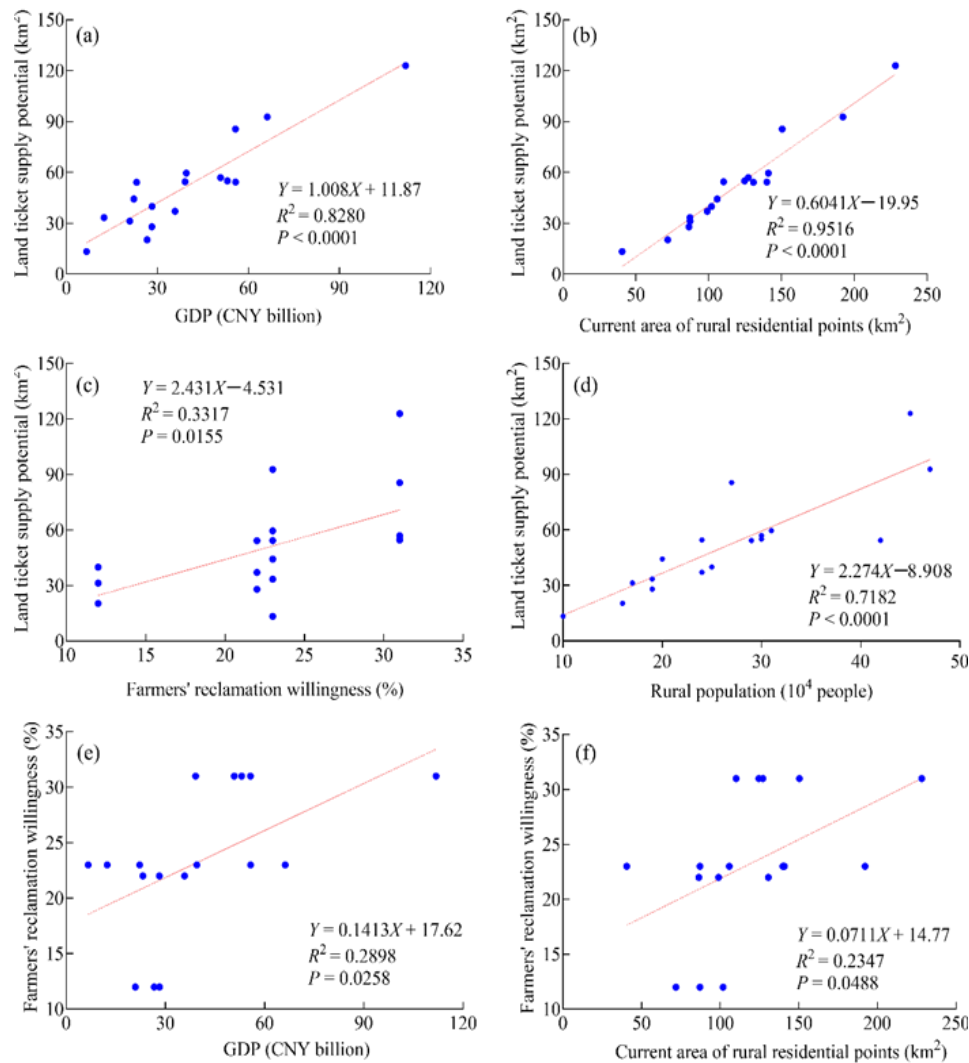 (a)
Land ticket supply potential (km²)
150
120
90
60
30
0
Y = 1.008X + 11.87
R² = 0.8280
P < 0.0001
0 30 60 90 120
GDP (CNY billion)
(b)
Land ticket supply potential (km²)
150
120
90
60
30
0
Y = 0.6041X−19.95
R² = 0.9516
P < 0.0001
0 50 100 150 200 250
Current area of rural residential points (km²)
(c)
Land ticket supply potential (km²)
150
120
90
60
30
0
Y = 2.431X−4.531
R² = 0.3317
P = 0.0155
10 15 20 25 30 35
Farmers' reclamation willingness (%)
(d)
Land ticket supply potential (km²)
150
120
90
60
30
0
Y = 2.274X−8.908
R² = 0.7182
P < 0.0001
10 20 30 40 50
Rural population (10⁴ people)
(e)
Farmers' reclamation willingness (%)
35
30
25
20
15
10
Y = 0.1413X + 17.62
R² = 0.2898
P = 0.0258
0 30 60 90 120
GDP (CNY billion)
(f)
Farmers' reclamation willingness (%)
35
30
25
20
15
10
Y = 0.0711X + 14.77
R² = 0.2347
P = 0.0488
0 50 100 150 200 250
Current area of rural residential points (km²)